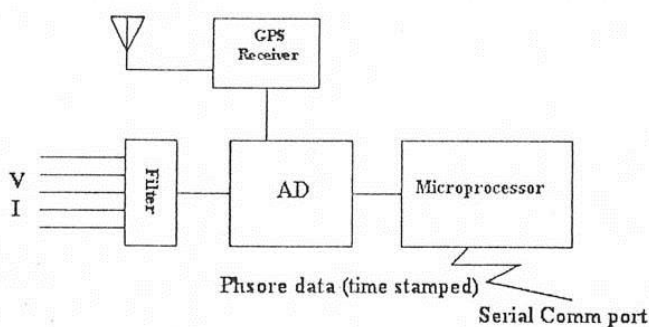 GPS
Receiver
V
I
Filter
AD
Microprocessor
Phsore data (time stamped)
Serial Comm port